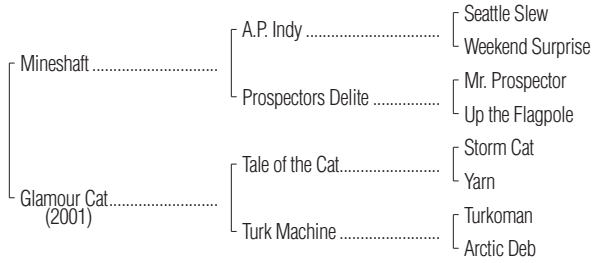 Seattle Slew
A.P. Indy ..............................
Weekend Surprise
Mineshaft ............................
Mr. Prospector
Prospectors Delite ...............
Up the Flagpole
Storm Cat
Tale of the Cat......................
Yarn
Glamour Cat........................
(2001)
Turkoman
Turk Machine ......................
Arctic Deb